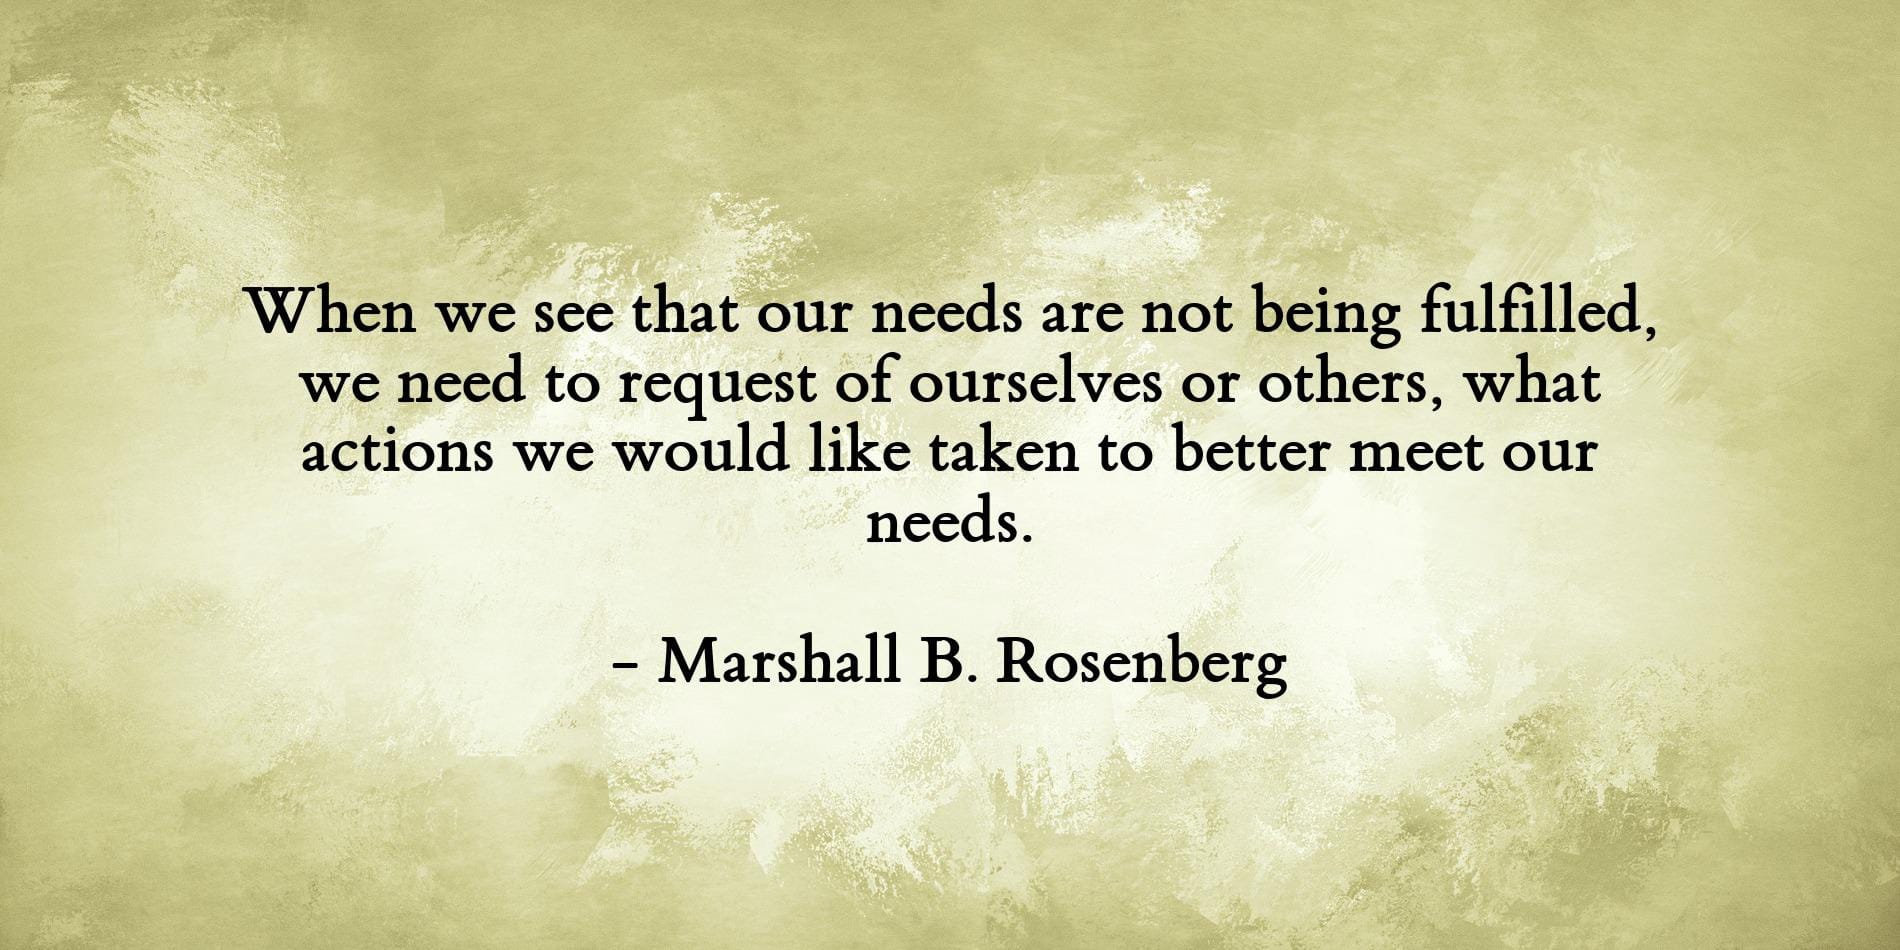 When we see that our needs are not being fulfilled,
we need to request of ourselves or others, what
actions we would like taken to better meet our
needs.
– Marshall B. Rosenberg